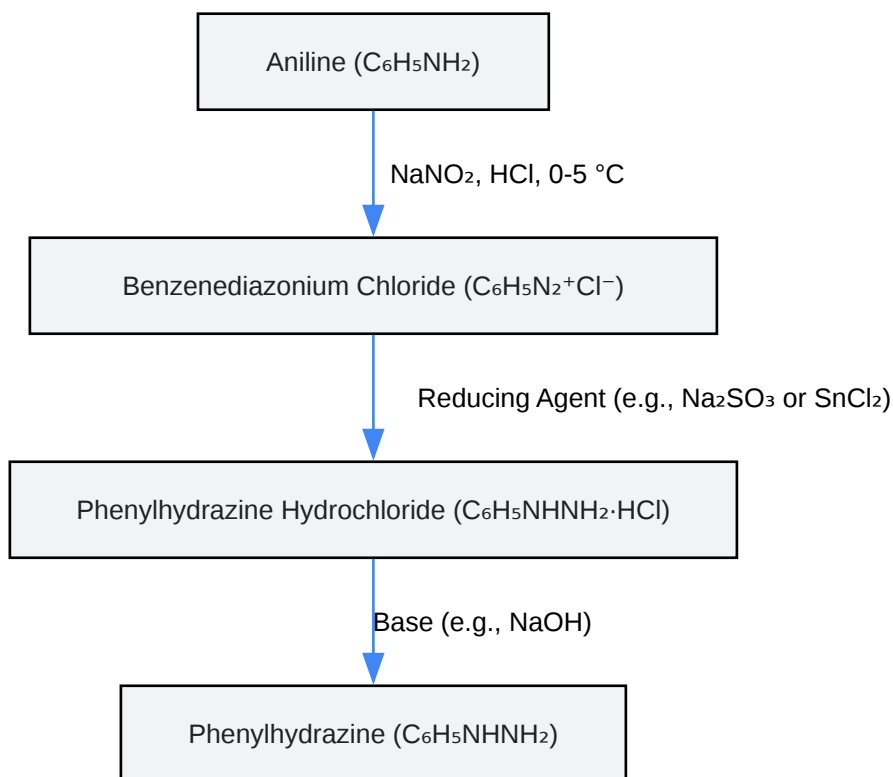 Aniline (C₆H₅NH₂)
NaNO₂, HCl, 0-5 °C
Benzenediazonium Chloride (C₆H₅N₂⁺Cl⁻)
Reducing Agent (e.g., Na₂SO₃ or SnCl₂)
Phenylhydrazine Hydrochloride (C₆H₅NHNH₂·HCl)
Base (e.g., NaOH)
Phenylhydrazine (C₆H₅NHNH₂)